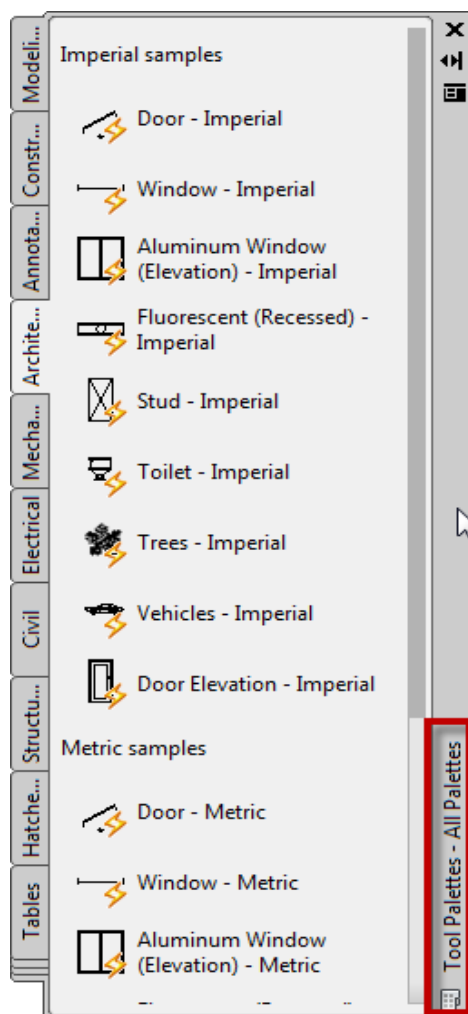 Modeli...
Constr...
Annota...
Archite...
Mecha...
Electrical
Civil
Structu...
Hatche...
Tables
Imperial samples
Door - Imperial
Window - Imperial
Aluminum Window
(Elevation) - Imperial
Fluorescent (Recessed) -
Imperial
Stud - Imperial
Toilet - Imperial
Trees - Imperial
Vehicles - Imperial
Door Elevation - Imperial
Metric samples
Door - Metric
Window - Metric
Aluminum Window
(Elevation) - Metric
Tool Palettes - All Palettes